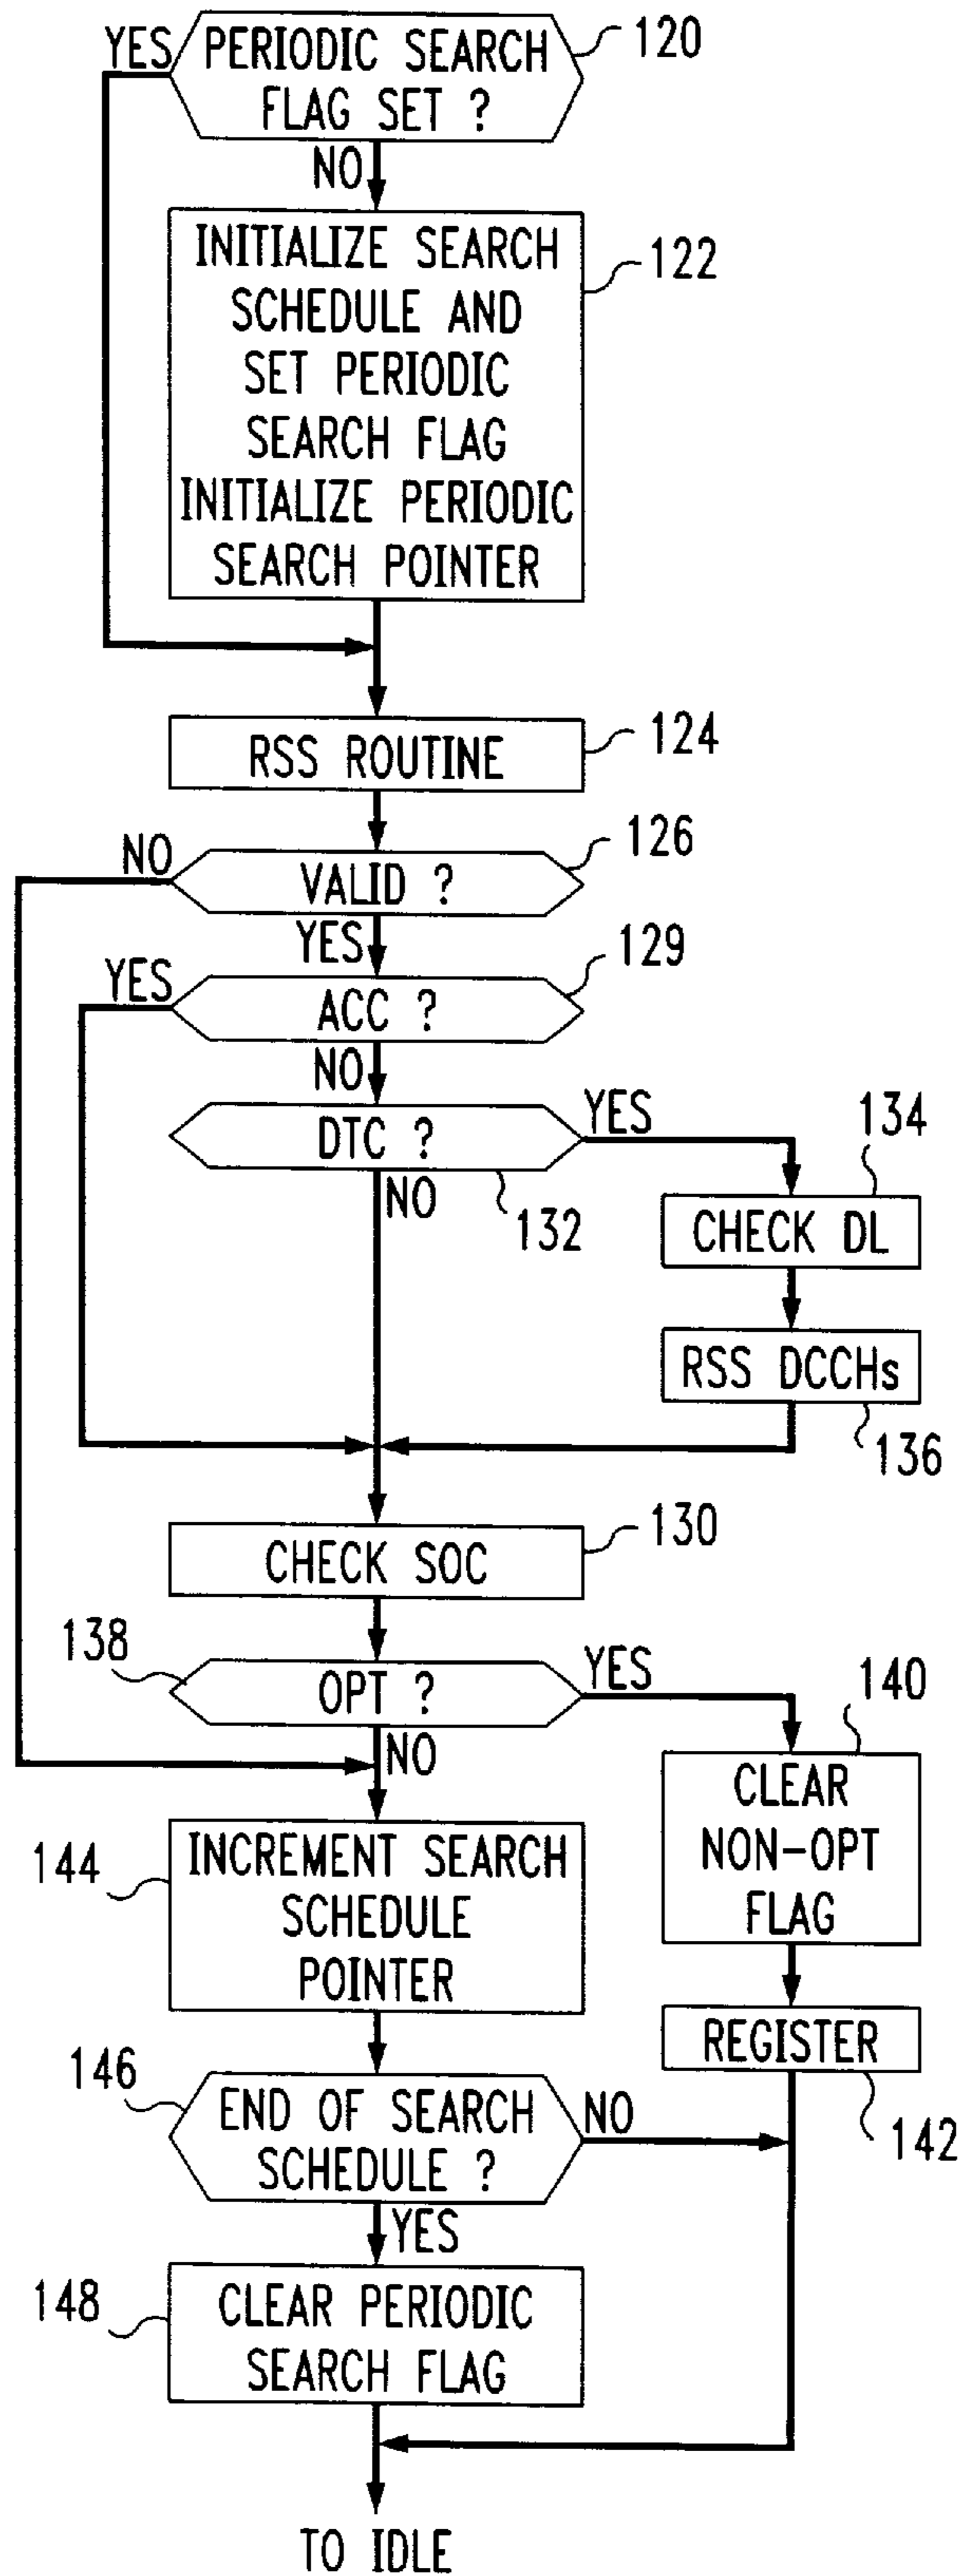 YES
PERIODIC SEARCH
FLAG SET ?
120
NO
INITIALIZE SEARCH
SCHEDULE AND
SET PERIODIC
SEARCH FLAG
INITIALIZE PERIODIC
SEARCH POINTER
122
RSS ROUTINE
124
NO
VALID ?
126
YES
YES
ACC ?
129
NO
DTC ?
YES
132
NO
134
CHECK DL
RSS DCCHs
136
CHECK SOC
130
138
OPT ?
YES
NO
140
CLEAR
NON-OPT
FLAG
144
INCREMENT SEARCH
SCHEDULE
POINTER
REGISTER
142
146
END OF SEARCH
SCHEDULE ?
NO
YES
148
CLEAR PERIODIC
SEARCH FLAG
TO IDLE